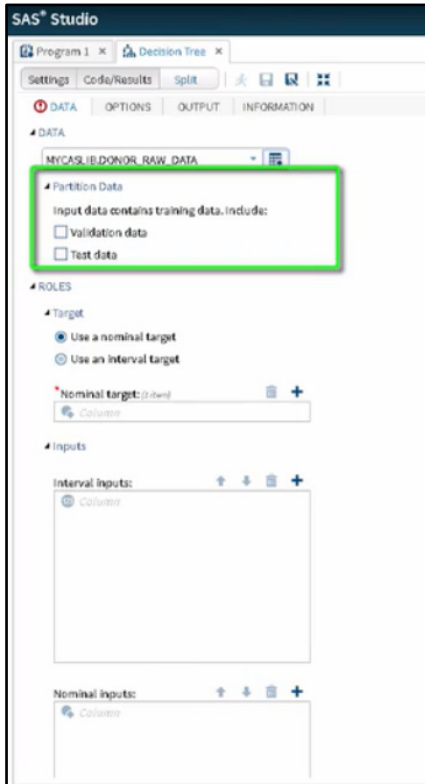 SAS® Studio
Program 1 × Decision Tree ×
Settings Code/Results Split
DATA OPTIONS OUTPUT INFORMATION
DATA
MYCASLIB.DONOR_RAW_DATA
Partition Data
Input data contains training data. Include:
Validation data
Test data
ROLES
Target
Use a nominal target
Use an interval target
*Nominal target: (1 item)
Column
Inputs
Interval inputs:
Column
Nominal inputs:
Column